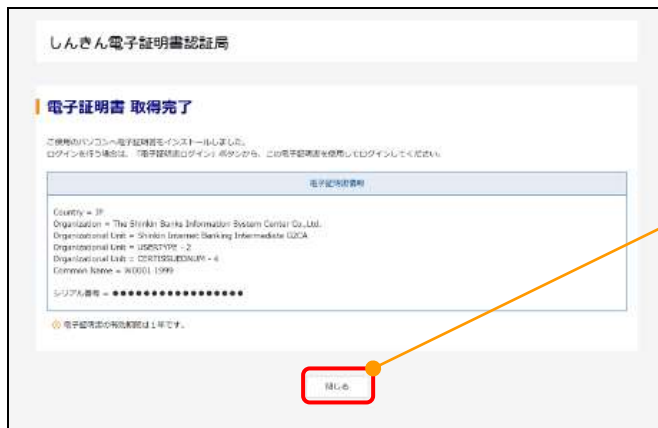 しんきん電子証明書認証局
電子証明書 取得完了
ご使用のパソコンへ電子証明書をインストールしました。
ログインを行う場合は、「電子証明書ログイン」ボタンから、この電子証明書を使用してログインしてください。
電子証明書情報
Country = JP
Organization = The Shinkin Banks Information System Center Co.,Ltd.
Organizational Unit = Shinkin Internet Banking Intermediate G2CA
Organizational Unit = USERTYPE - 2
Organizational Unit = CERTISSUEDNUM - 4
Common Name = W0001 1999
シリアル番号 = ●●●●●●●●●●●●●●●●●
電子証明書の有効期限は1年です。
閉じる